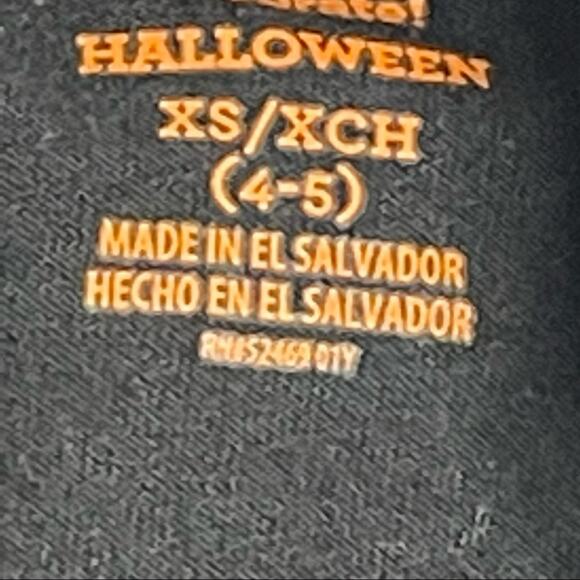 HALLOWEEN
XS/XCH
(4-5)
MADE IN EL SALVADOR
HECHO EN EL SALVADOR